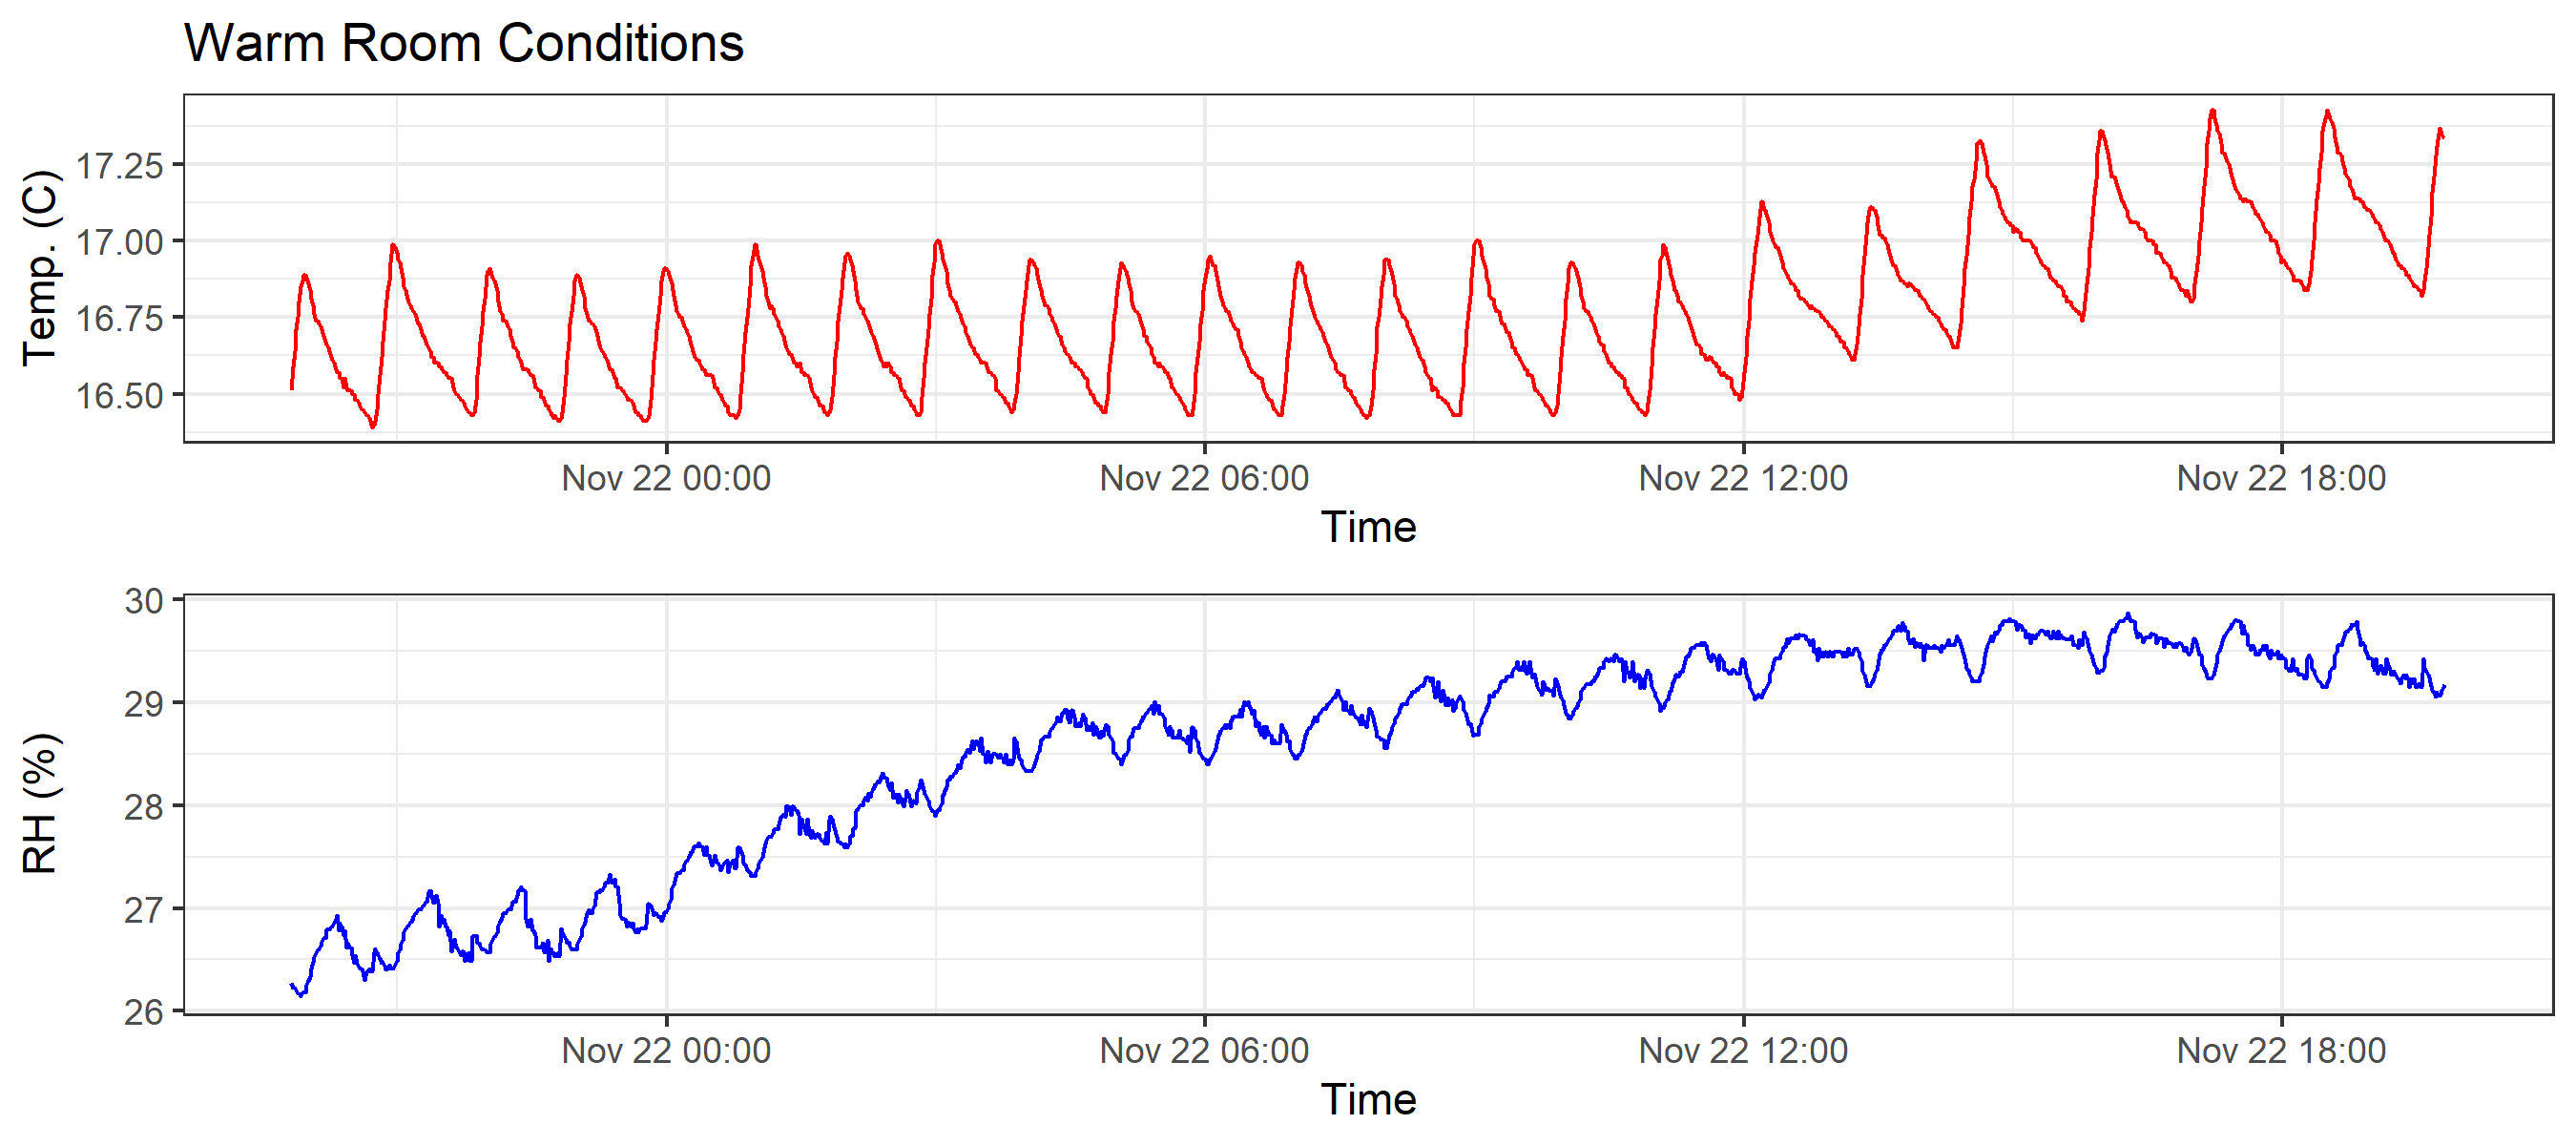 Warm Room Conditions
Temp. (C)
17.25
17.00
16.75
16.50
Nov 22 00:00 Nov 22 06:00 Nov 22 12:00 Nov 22 18:00
Time
RH (%)
30
29
28
27
26
Nov 22 00:00 Nov 22 06:00 Nov 22 12:00 Nov 22 18:00
Time